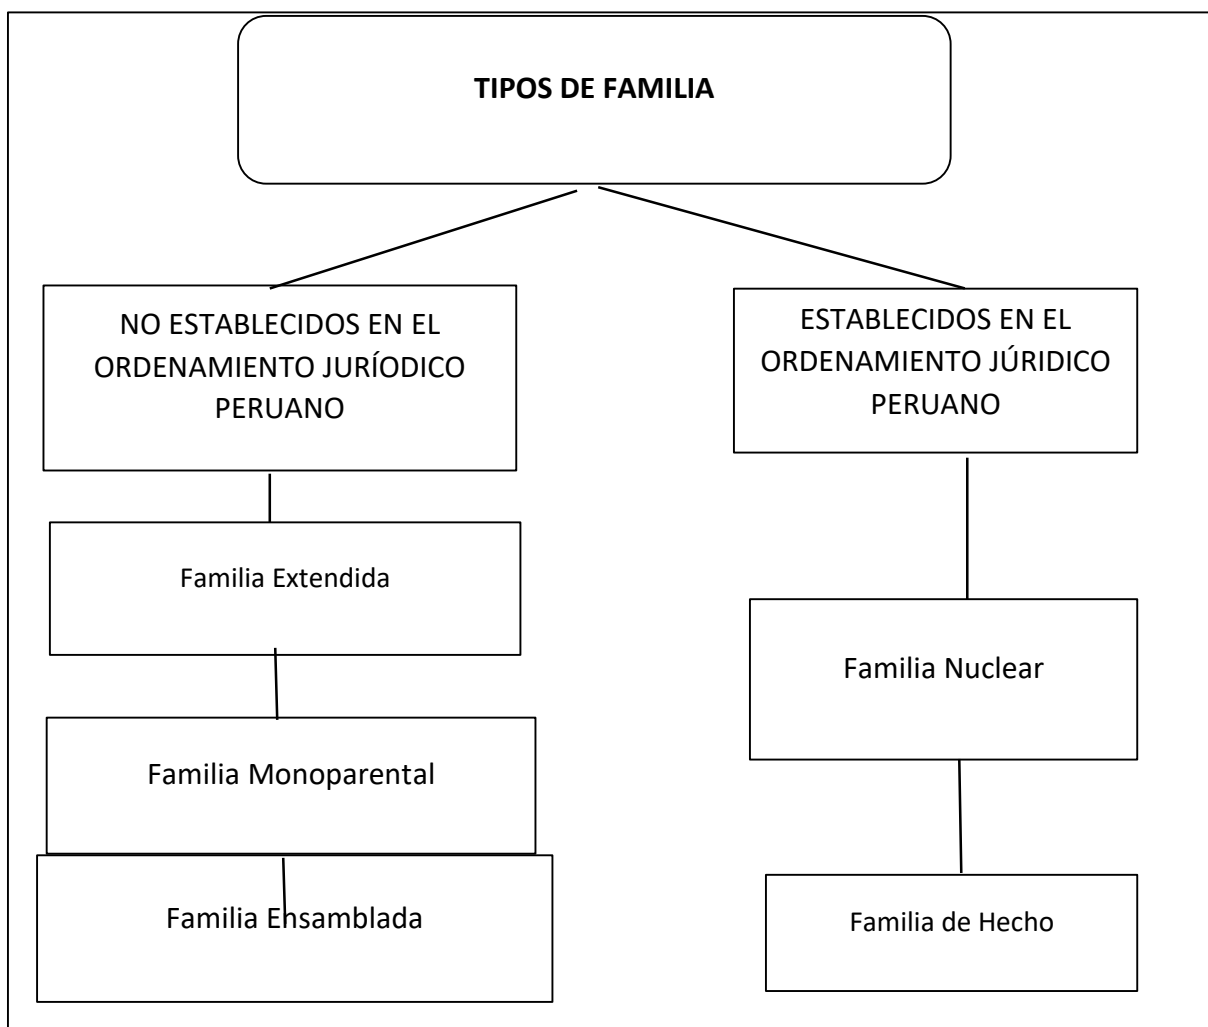 TIPOS DE FAMILIA
NO ESTABLECIDOS EN EL
ORDENAMIENTO JURÍODICO
PERUANO
Familia Extendida
Familia Monoparental
Familia Ensamblada
ESTABLECIDOS EN EL
ORDENAMIENTO JÚRIDICO
PERUANO
Familia Nuclear
Familia de Hecho